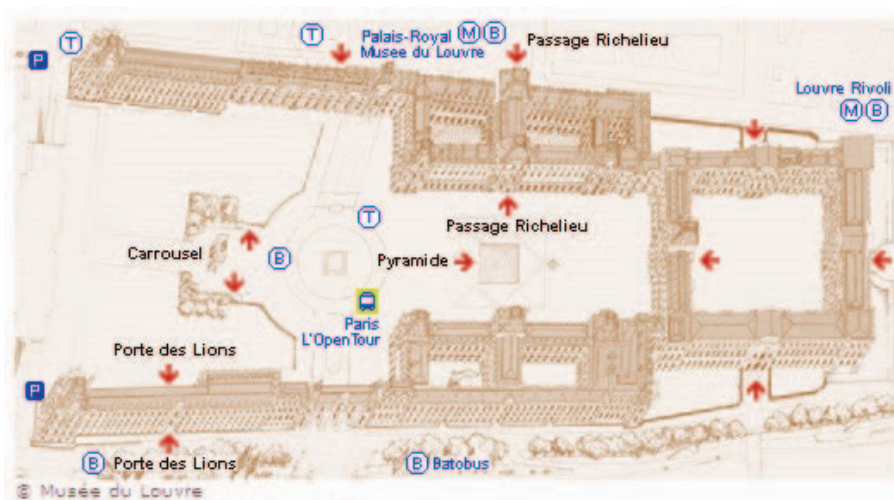 T
T
Palais-Royal M B
Musee du Louvre
Passage Richelieu
P
Louvre Rivoli
M B
T
Passage Richelieu
Carrousel
B
Pyramide
Paris
L'OpenTour
Porte des Lions
P
B Porte des Lions
B Batobus
© Musée du Louvre